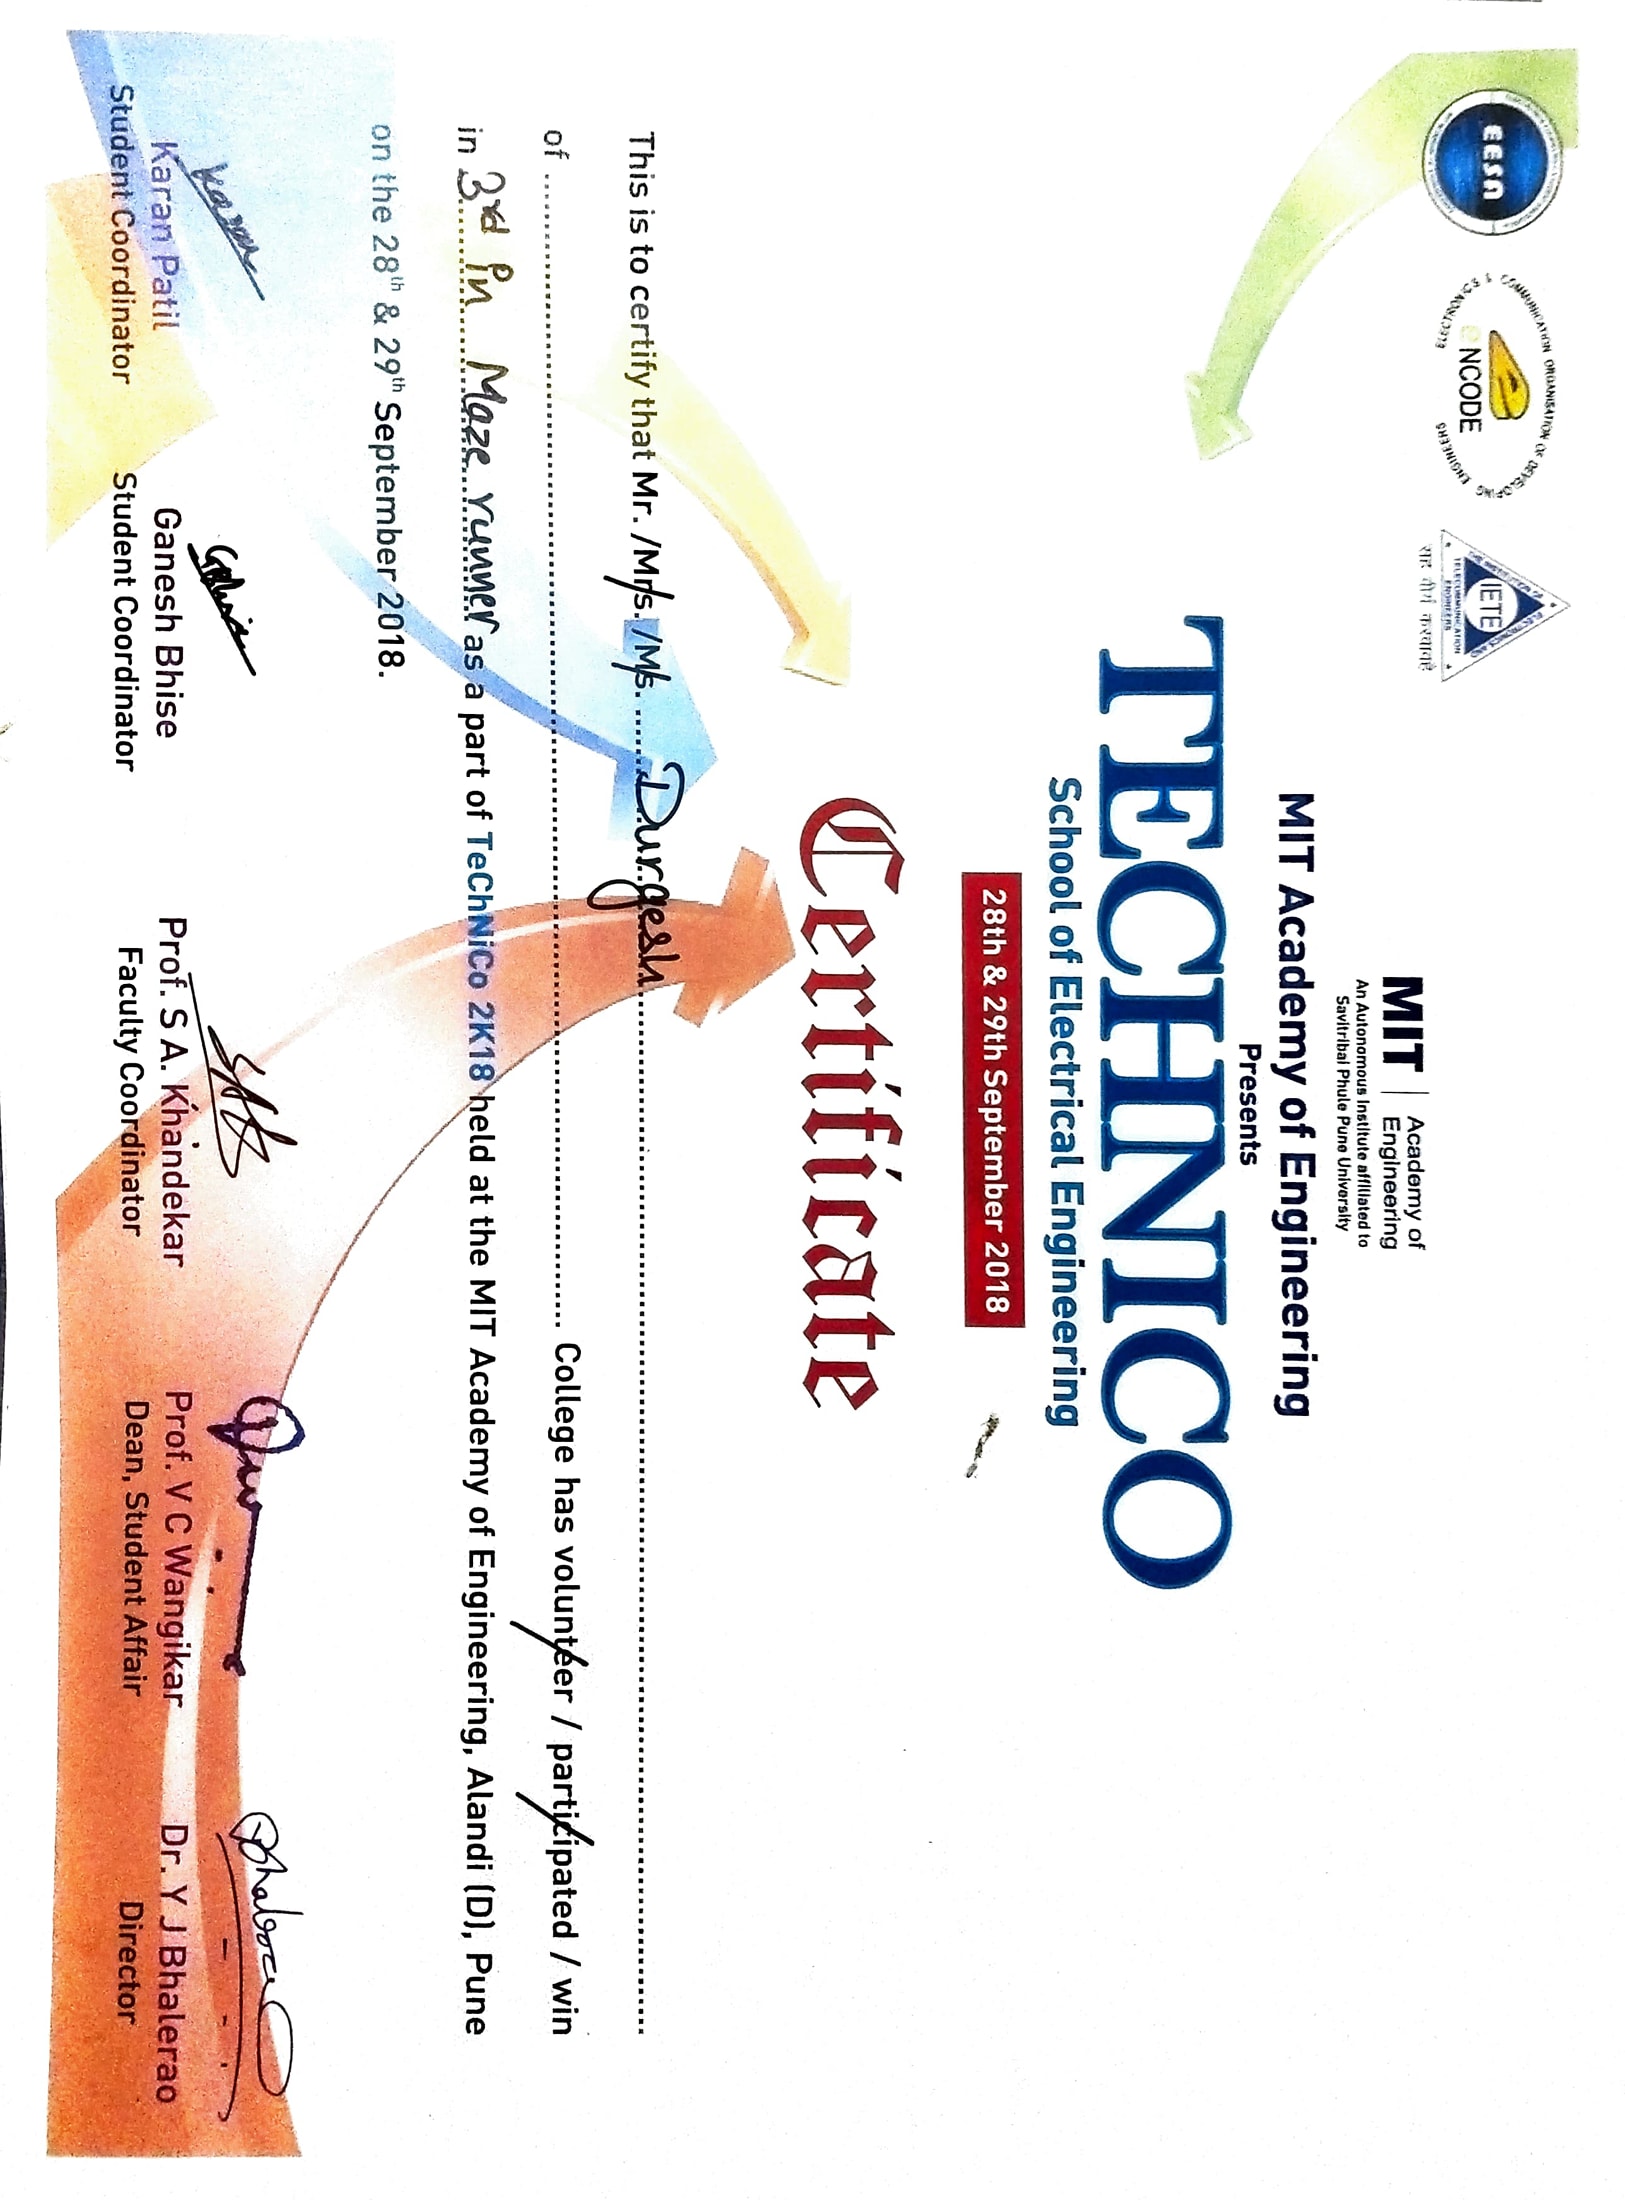 EESA
ELECTRONICS & COMMUNICATION ORGANISATION OF DEVELOPING ENGINEERS
eNCODE
THE INSTITUTION OF ELECTRONICS AND
TELECOMMUNICATION
ENGINEERS
IETE
MIT | Academy of
Engineering
An Autonomous Institute affiliated to
Savitribai Phule Pune University
MIT Academy of Engineering
Presents
TECHNICO
School of Electrical Engineering
28th & 29th September 2018
Certificate
This is to certify that Mr. /Mrs. /Ms. Durgesh
of College has volunteer / participated / win
in 3rd in Maze runner as a part of TeChNiCo 2K18 held at the MIT Academy of Engineering, Alandi (D), Pune
on the 28th & 29th September 2018.
Karan
Karan Patil Ganesh Bhise Prof. S A. Khandekar Prof. V C Wangikar Dr. Y J Bhalerao
Student Coordinator Student Coordinator Faculty Coordinator Dean, Student Affair Director